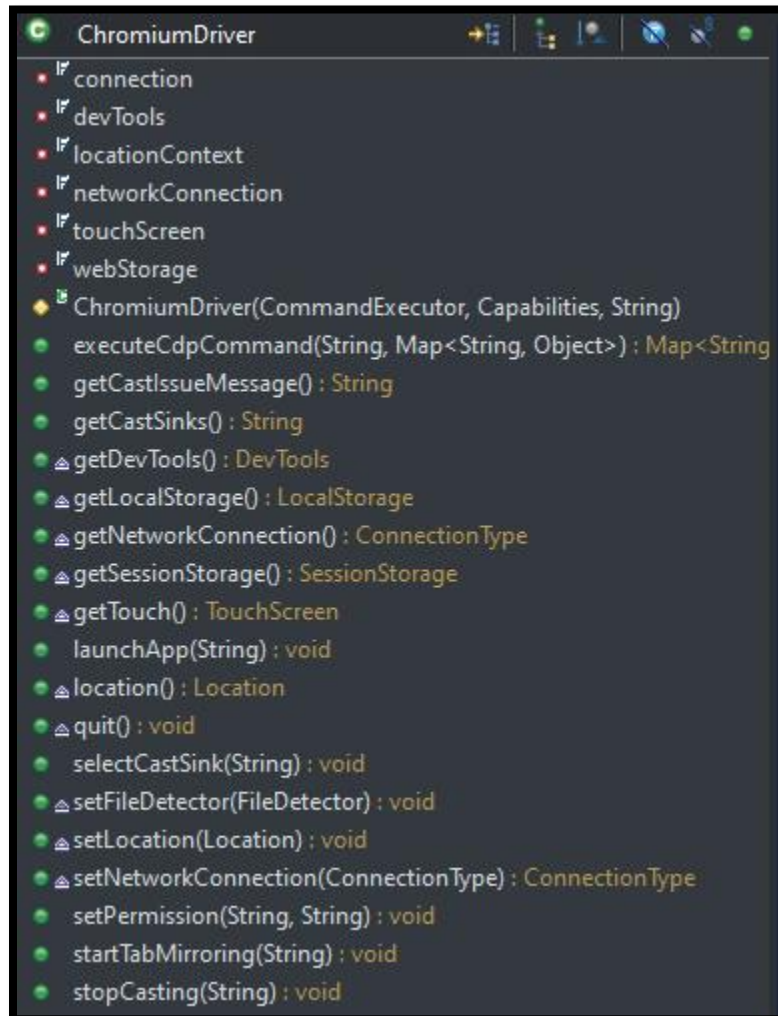 ChromiumDriver
connection
devTools
locationContext
networkConnection
touchScreen
webStorage
ChromiumDriver(CommandExecutor, Capabilities, String)
executeCdpCommand(String, Map<String, Object>) : Map<String
getCastIssueMessage() : String
getCastSinks() : String
getDevTools() : DevTools
getLocalStorage() : LocalStorage
getNetworkConnection() : ConnectionType
getSessionStorage() : SessionStorage
getTouch() : TouchScreen
launchApp(String) : void
location() : Location
quit() : void
selectCastSink(String) : void
setFileDetector(FileDetector) : void
setLocation(Location) : void
setNetworkConnection(ConnectionType) : ConnectionType
setPermission(String, String) : void
startTabMirroring(String) : void
stopCasting(String) : void